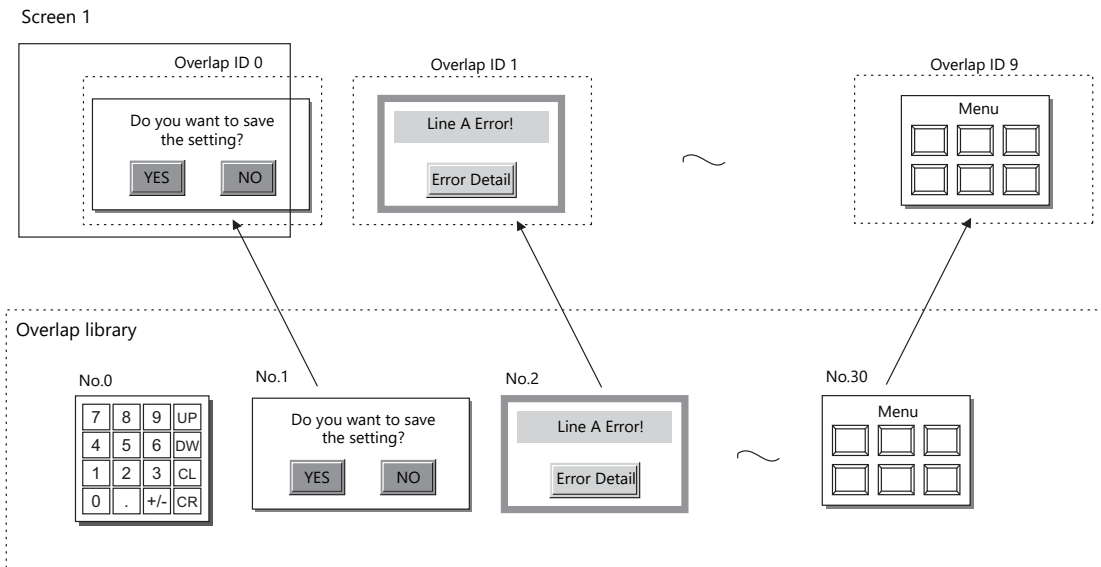 Screen 1
Overlap ID 0
Overlap ID 1
Overlap ID 9
Do you want to save
the setting?
YES
NO
Line A Error!
Error Detail
Menu
Overlap library
No.0
No.1
No.2
No.30
7 8 9 UP
4 5 6 DW
1 2 3 CL
0 . +/- CR
Do you want to save
the setting?
YES
NO
Line A Error!
Error Detail
Menu